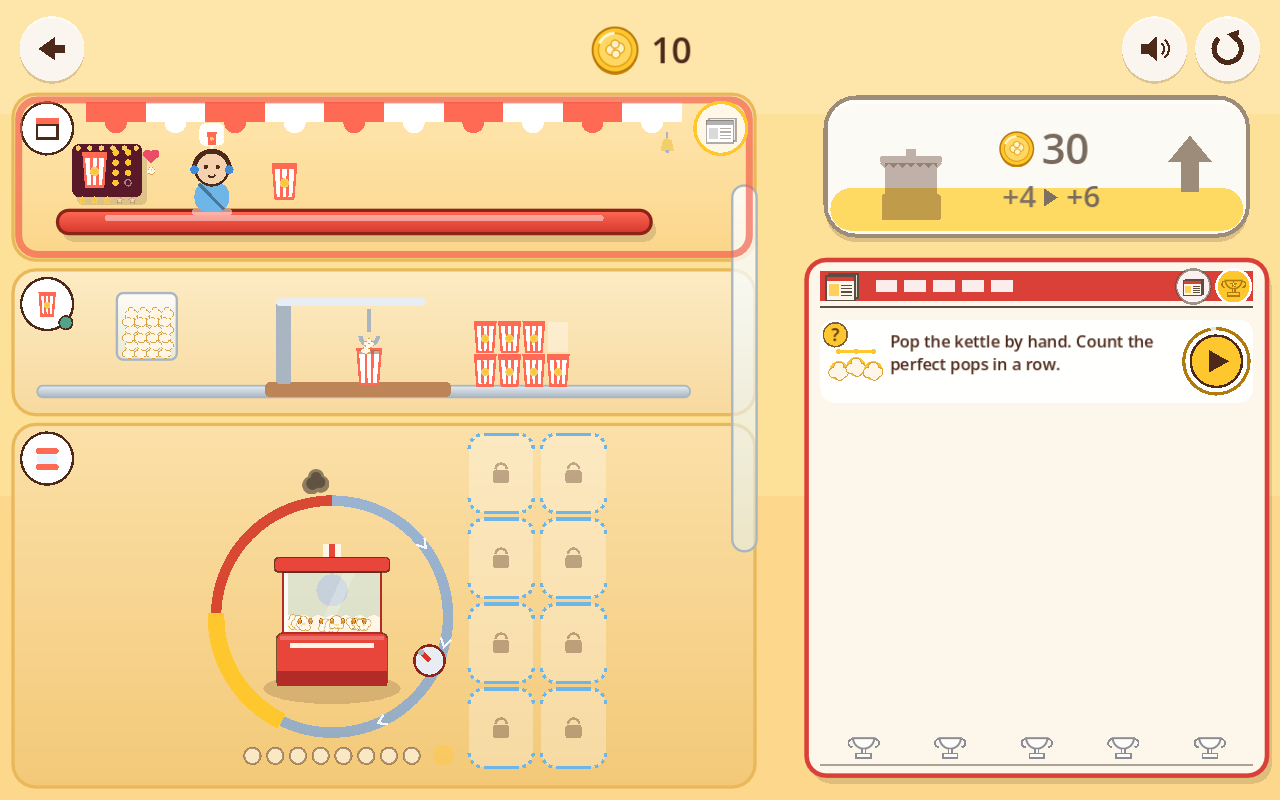 10
30
+4 +6
?
Pop the kettle by hand. Count the
perfect pops in a row.